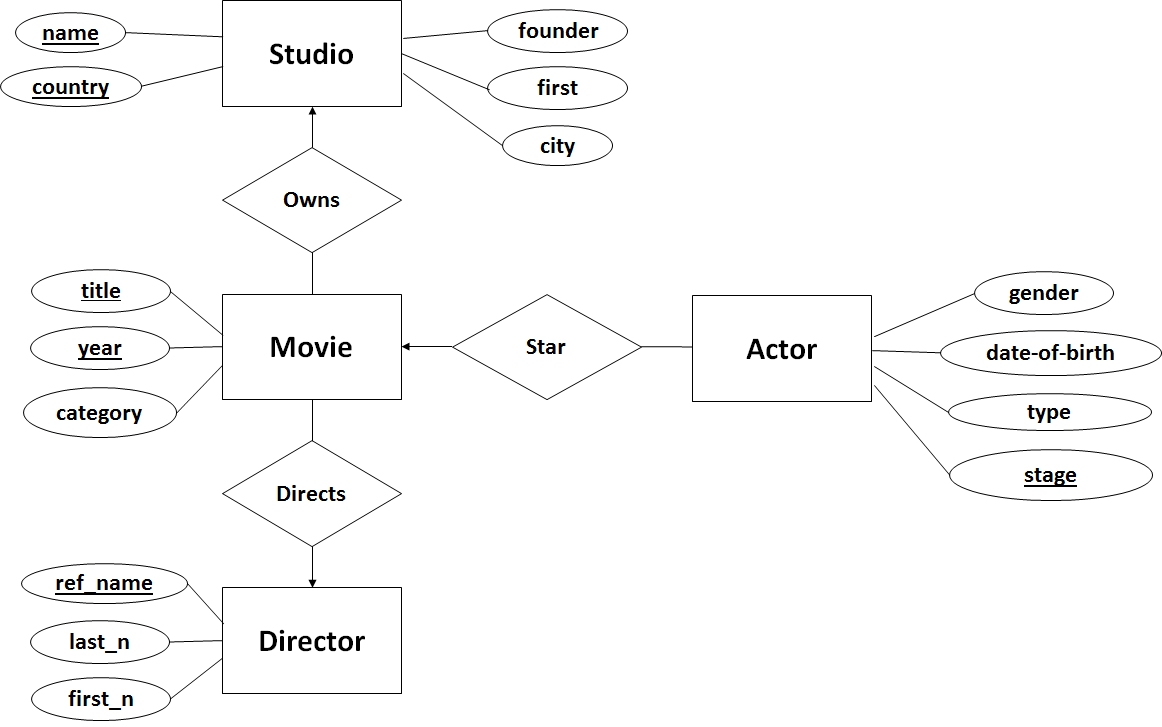 name
Studio
founder
country
first
city
Owns
title
Movie
year
category
Star
Actor
gender
date-of-birth
type
stage
Directs
ref_name
Director
last_n
first_n